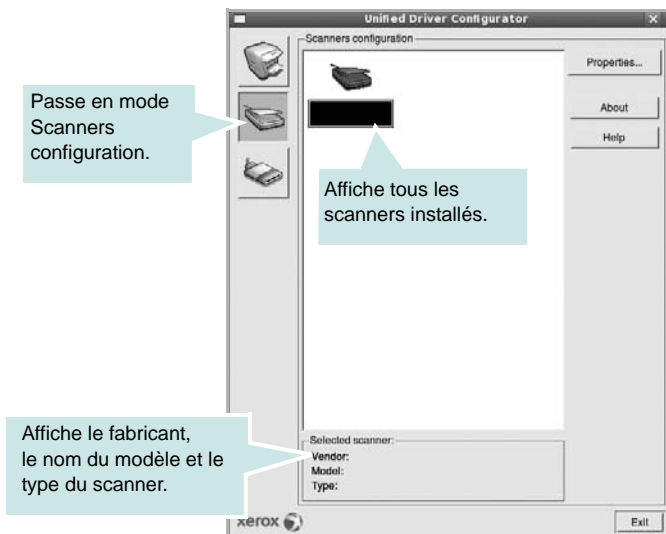 Unified Driver Configurator
Scanners configuration
Properties...
About
Help
Passe en mode
Scanners
configuration.
Affiche tous les
scanners installés.
Affiche le fabricant,
le nom du modèle et le
type du scanner.
Selected scanner:
Vendor:
Model:
Type:
xerox
Exit